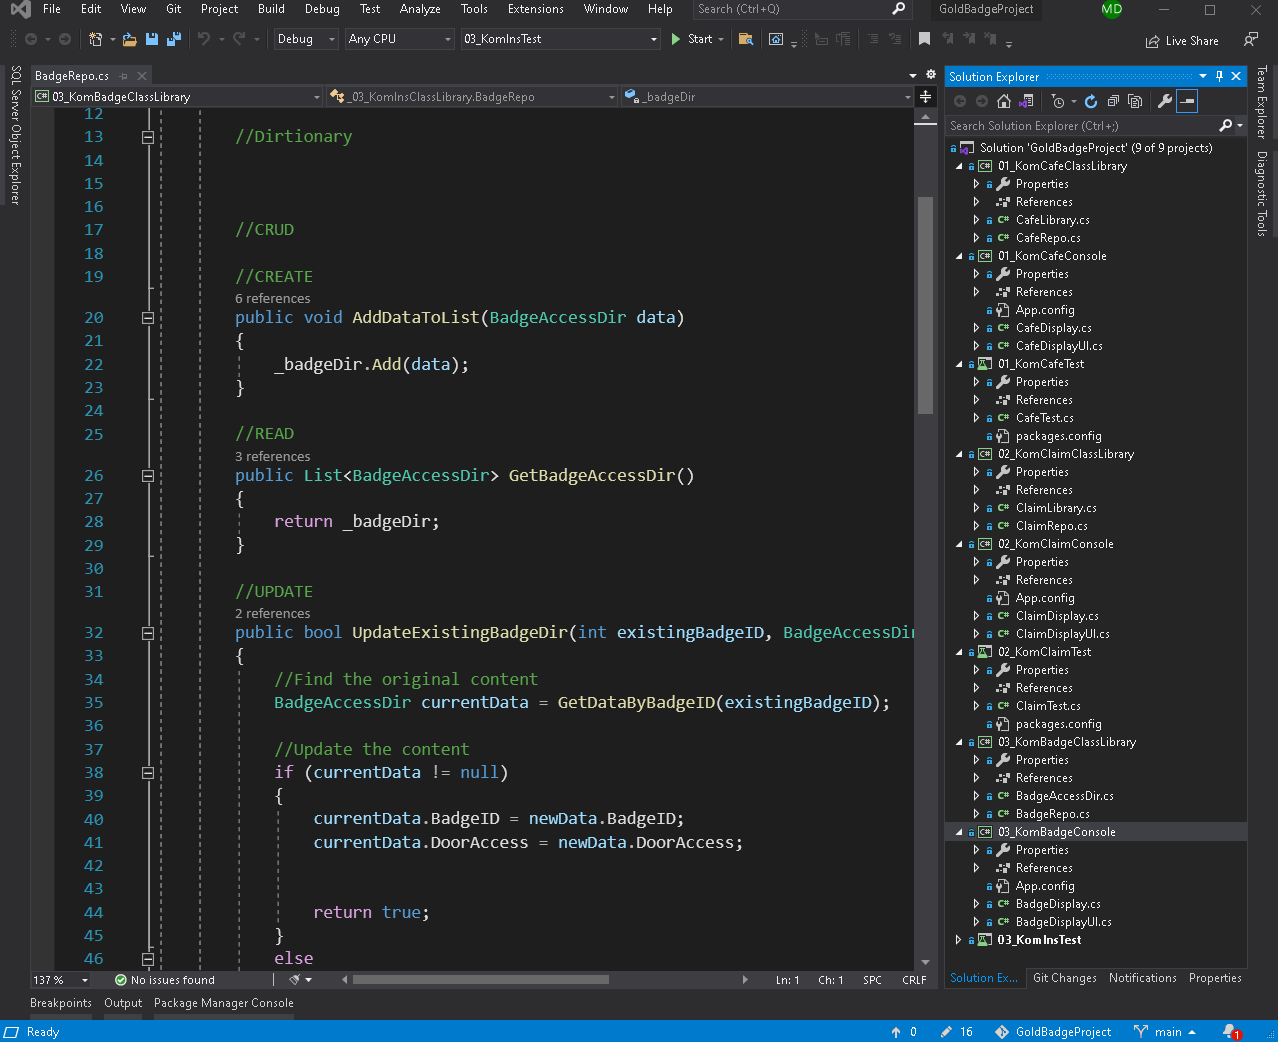 File Edit View Git Project Build Debug Test Analyze Tools Extensions Window Help Search (Ctrl+Q) GoldBadgeProject MD
Debug Any CPU 03_KomInsTest Start Live Share
SQL Server Object Explorer
BadgeRepo.cs
03_KomBadgeClassLibrary _03_KomInsClassLibrary.BadgeRepo _badgeDir
12
13 //Dirtionary
14
15
16
17 //CRUD
18
19 //CREATE
6 references
20 public void AddDataToList(BadgeAccessDir data)
21 {
22 _badgeDir.Add(data);
23 }
24
25 //READ
3 references
26 public List<BadgeAccessDir> GetBadgeAccessDir()
27 {
28 return _badgeDir;
29 }
30
31 //UPDATE
2 references
32 public bool UpdateExistingBadgeDir(int existingBadgeID, BadgeAccessDir
33 {
34 //Find the original content
35 BadgeAccessDir currentData = GetDataByBadgeID(existingBadgeID);
36
37 //Update the content
38 if (currentData != null)
39 {
40 currentData.BadgeID = newData.BadgeID;
41 currentData.DoorAccess = newData.DoorAccess;
42
43
44 return true;
45 }
46 else
137 % No issues found Ln: 1 Ch: 1 SPC CRLF
Solution Explorer
Search Solution Explorer (Ctrl+;)
Solution 'GoldBadgeProject' (9 of 9 projects)
01_KomCafeClassLibrary
Properties
References
C# CafeLibrary.cs
C# CafeRepo.cs
01_KomCafeConsole
Properties
References
App.config
C# CafeDisplay.cs
C# CafeDisplayUI.cs
01_KomCafeTest
Properties
References
C# CafeTest.cs
packages.config
02_KomClaimClassLibrary
Properties
References
C# ClaimLibrary.cs
C# ClaimRepo.cs
02_KomClaimConsole
Properties
References
App.config
C# ClaimDisplay.cs
C# ClaimDisplayUI.cs
02_KomClaimTest
Properties
References
C# ClaimTest.cs
packages.config
03_KomBadgeClassLibrary
Properties
References
C# BadgeAccessDir.cs
C# BadgeRepo.cs
03_KomBadgeConsole
Properties
References
App.config
C# BadgeDisplay.cs
C# BadgeDisplayUI.cs
03_KomInsTest
Solution Ex... Git Changes Notifications Properties
Team Explorer
Diagnostic Tools
Breakpoints Output Package Manager Console
Ready 0 16 GoldBadgeProject main 1